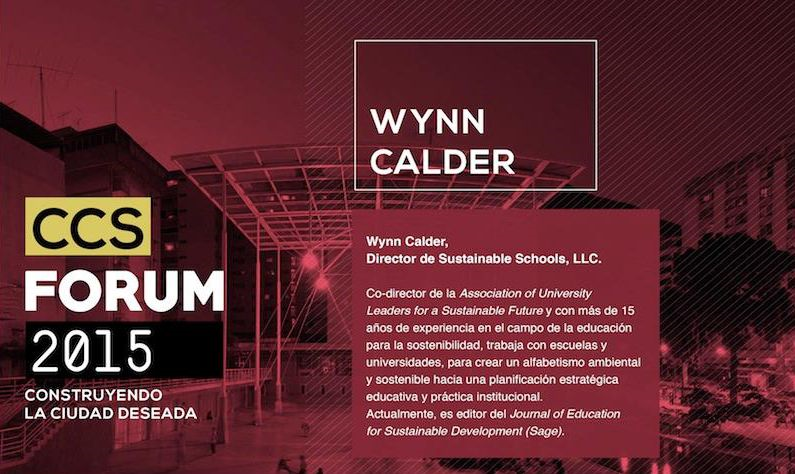 WYNN
CALDER
CCS
FORUM
2015
CONSTRUYENDO
LA CIUDAD DESEADA
Wynn Calder,
Director de Sustainable Schools, LLC.
Co-director de la Association of University
Leaders for a Sustainable Future y con más de 15
años de experiencia en el campo de la educación
para la sostenibilidad, trabaja con escuelas y
universidades, para crear un alfabetismo ambiental
y sostenible hacia una planificación estratégica
educativa y práctica institucional.
Actualmente, es editor del Journal of Education
for Sustainable Development (Sage).